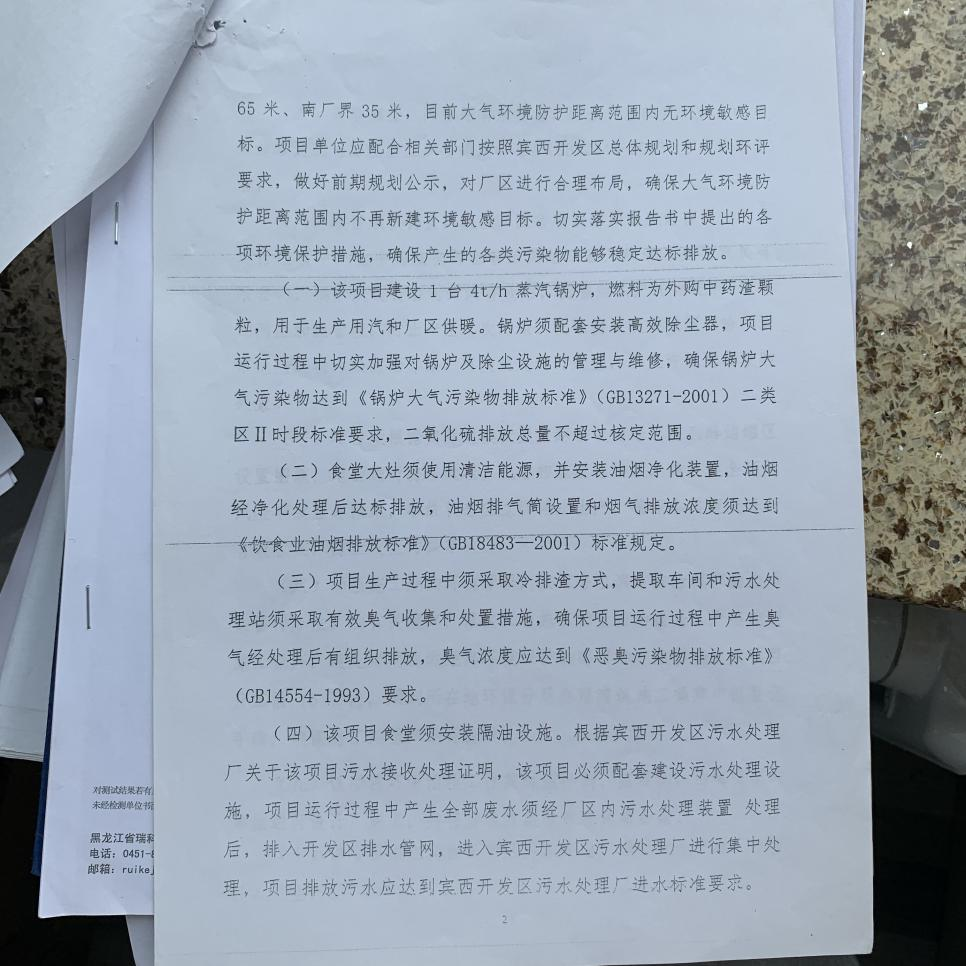 65 米、南厂界 35 米，目前大气环境防护距离范围内无环境敏感目
标。项目单位应配合相关部门按照宾西开发区总体规划和规划环评
要求，做好前期规划公示，对厂区进行合理布局，确保大气环境防
护距离范围内不再新建环境敏感目标。切实落实报告书中提出的各
项环境保护措施，确保产生的各类污染物能够稳定达标排放。
（一）该项目建设 1 台 4t/h 蒸汽锅炉，燃料为外购中药渣颗
粒，用于生产用汽和厂区供暖。锅炉须配套安装高效除尘器，项目
运行过程中切实加强对锅炉及除尘设施的管理与维修，确保锅炉大
气污染物达到《锅炉大气污染物排放标准》（GB13271-2001）二类
区Ⅱ时段标准要求，二氧化硫排放总量不超过核定范围。
（二）食堂大灶须使用清洁能源，并安装油烟净化装置，油烟
经净化处理后达标排放，油烟排气筒设置和烟气排放浓度须达到
《饮食业油烟排放标准》（GB18483—2001）标准规定。
（三）项目生产过程中须采取冷排渣方式，提取车间和污水处
理站须采取有效臭气收集和处置措施，确保项目运行过程中产生臭
气经处理后有组织排放，臭气浓度应达到《恶臭污染物排放标准》
（GB14554-1993）要求。
（四）该项目食堂须安装隔油设施。根据宾西开发区污水处理
厂关于该项目污水接收处理证明，该项目必须配套建设污水处理设
施，项目运行过程中产生全部废水须经厂区内污水处理装置 处理
后，排入开发区排水管网，进入宾西开发区污水处理厂进行集中处
理，项目排放污水应达到宾西开发区污水处理厂进水标准要求。
2
对测试结果若有
未经检测单位书
黑龙江省瑞科
电话：0451-8
邮箱：ruike